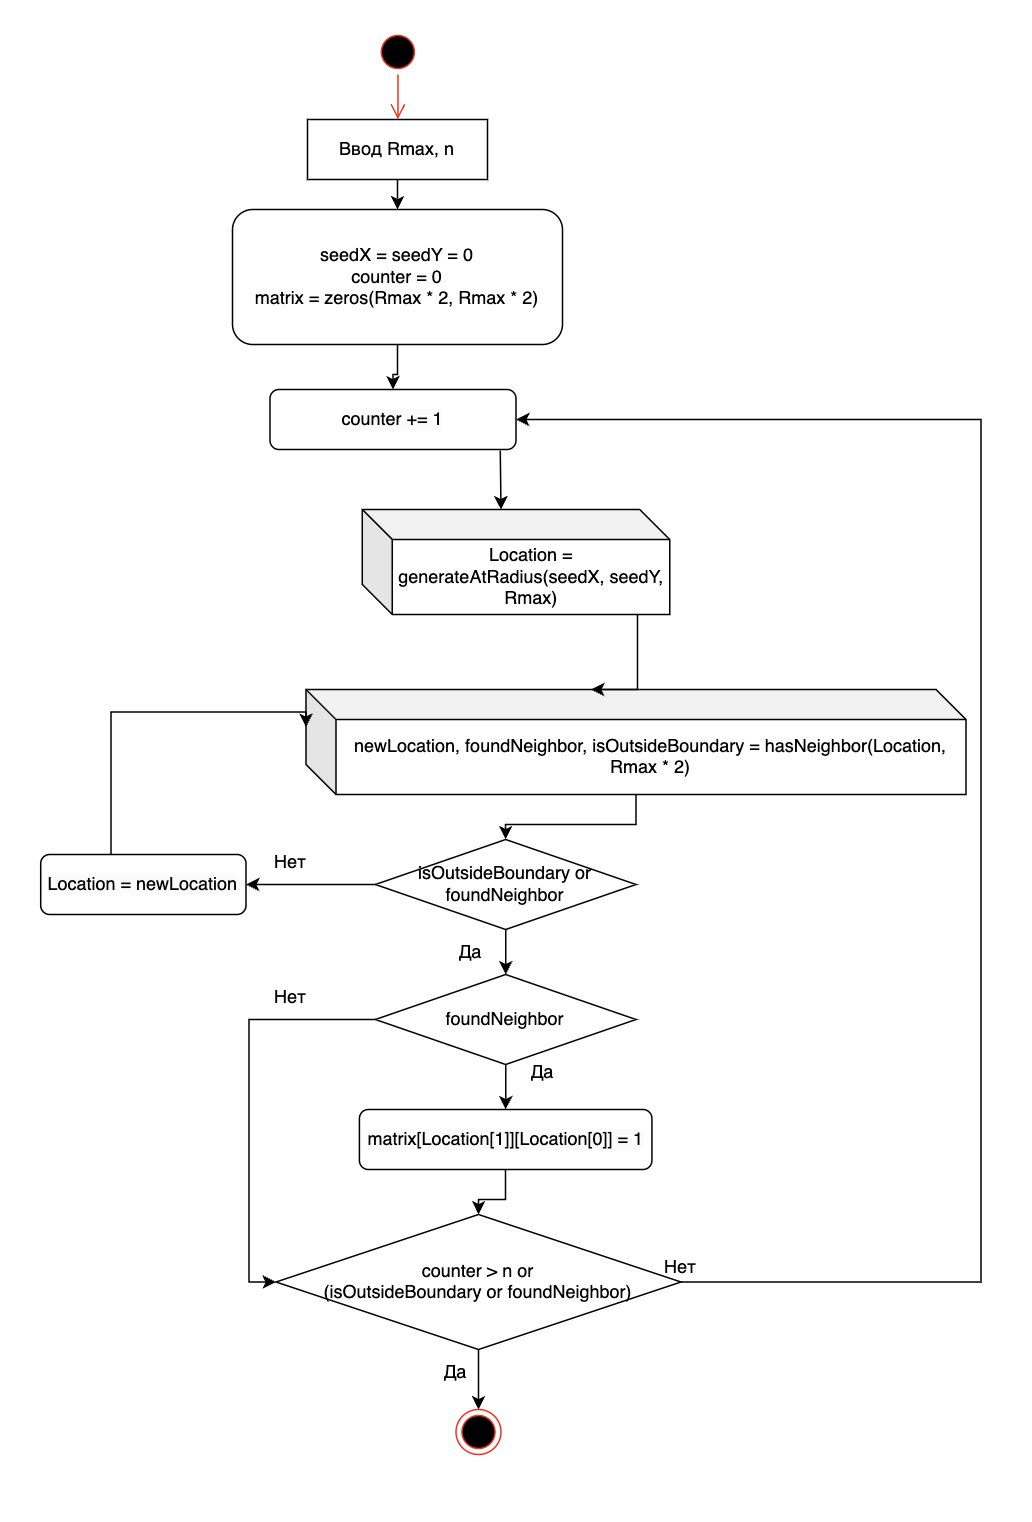 Ввод Rmax, n
seedX = seedY = 0
counter = 0
matrix = zeros(Rmax * 2, Rmax * 2)
counter += 1
Location =
generateAtRadius(seedX, seedY,
Rmax)
newLocation, foundNeighbor, isOutsideBoundary = hasNeighbor(Location,
Rmax * 2)
isOutsideBoundary or
foundNeighbor
Нет
Location = newLocation
Да
foundNeighbor
Нет
Да
matrix[Location[1]][Location[0]] = 1
counter > n or
(isOutsideBoundary or foundNeighbor)
Нет
Да